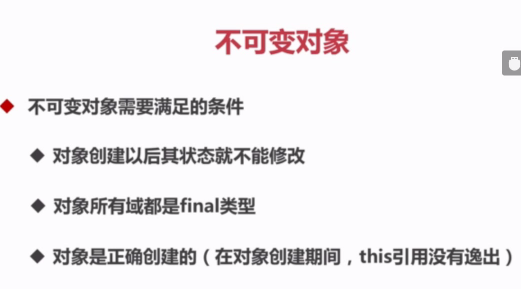 不可变对象
不可变对象需要满足的条件
对象创建以后其状态就不能修改
对象所有域都是final类型
对象是正确创建的（在对象创建期间，this引用没有逸出）